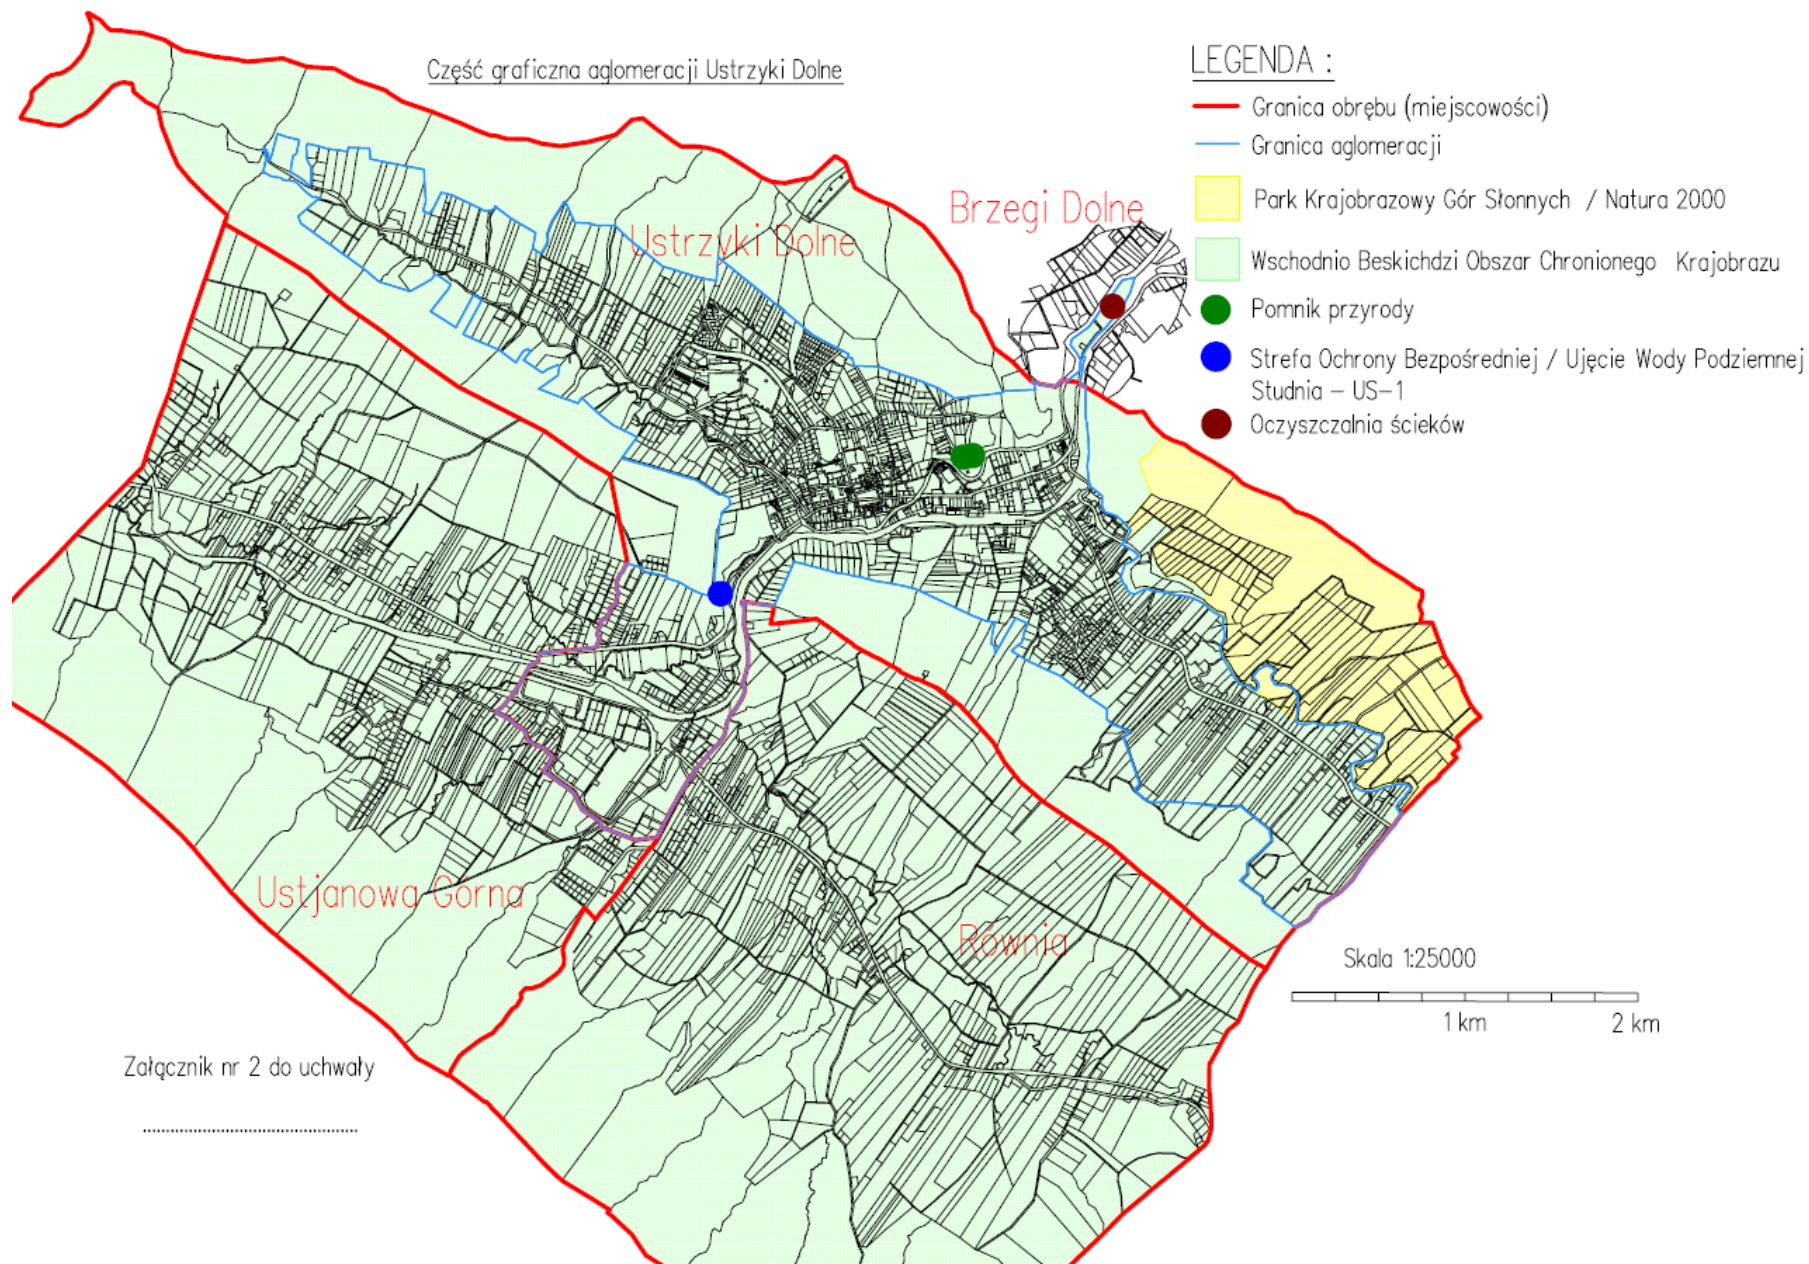 Część graficzna aglomeracji Ustrzyki Dolne
LEGENDA :
Granica obrębu (miejscowości)
Granica aglomeracji
Park Krajobrazowy Gór Słonnych / Natura 2000
Wschodnio Beskichdzi Obszar Chronionego Krajobrazu
Pomnik przyrody
Strefa Ochrony Bezpośredniej / Ujęcie Wody Podziemnej
Studnia – US–1
Oczyszczalnia ścieków
Brzegi Dolne
Ustrzyki Dolne
Ustjanowa Górna
Równia
Skala 1:25000
1 km 2 km
Załącznik nr 2 do uchwały